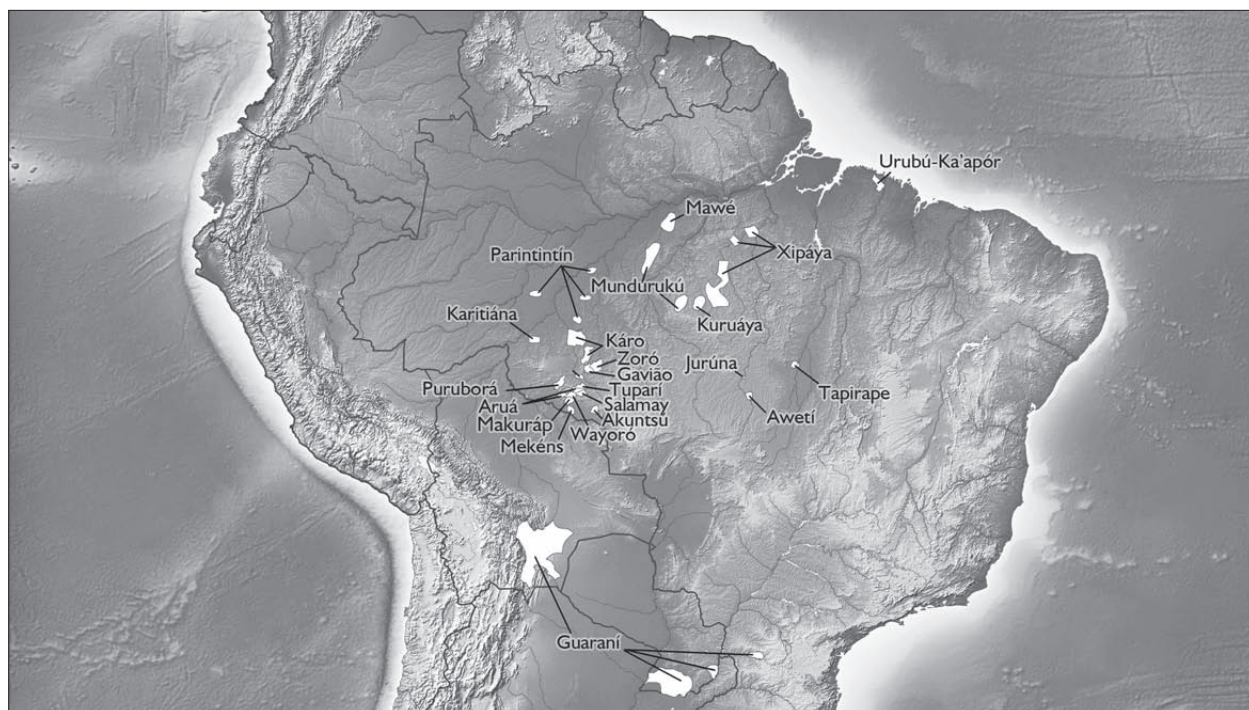 Urubú-Ka'apór
Mawé
Xipáya
Parintintín
Mundurukú
Karitiána
Kuruáya
Káro
Zoró
Jurúna
Gavião
Puruborá
Tuparí
Tapirape
Aruá
Salamay
Awetí
Makuráp
Akuntsu
Wayoró
Mekéns
Guaraní